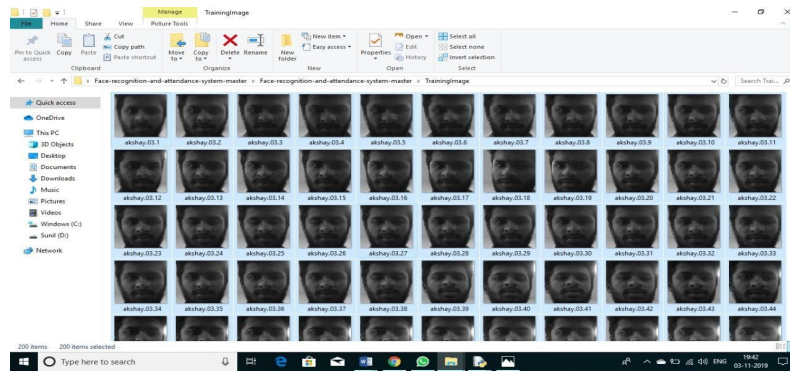 Manage TrainingImage
File Home Share View Picture Tools
Pin to Quick access
Copy
Paste
Cut
Copy path
Paste shortcut
Clipboard
Move to
Copy to
Delete
Rename
Organize
New folder
New item
Easy access
New
Properties
Open
Edit
History
Open
Select all
Select none
Invert selection
Select
Face-recognition-and-attendance-system-master > Face-recognition-and-attendance-system-master > TrainingImage
Search Trai...
Quick access
OneDrive
This PC
3D Objects
Desktop
Documents
Downloads
Music
Pictures
Videos
Windows (C:)
Sunil (D:)
Network
akshay.03.1 akshay.03.2 akshay.03.3 akshay.03.4 akshay.03.5 akshay.03.6 akshay.03.7 akshay.03.8 akshay.03.9 akshay.03.10 akshay.03.11
akshay.03.12 akshay.03.13 akshay.03.14 akshay.03.15 akshay.03.16 akshay.03.17 akshay.03.18 akshay.03.19 akshay.03.20 akshay.03.21 akshay.03.22
akshay.03.23 akshay.03.24 akshay.03.25 akshay.03.26 akshay.03.27 akshay.03.28 akshay.03.29 akshay.03.30 akshay.03.31 akshay.03.32 akshay.03.33
akshay.03.34 akshay.03.35 akshay.03.36 akshay.03.37 akshay.03.38 akshay.03.39 akshay.03.40 akshay.03.41 akshay.03.42 akshay.03.43 akshay.03.44
200 items 200 items selected
Type here to search
ENG
19:42
03-11-2019